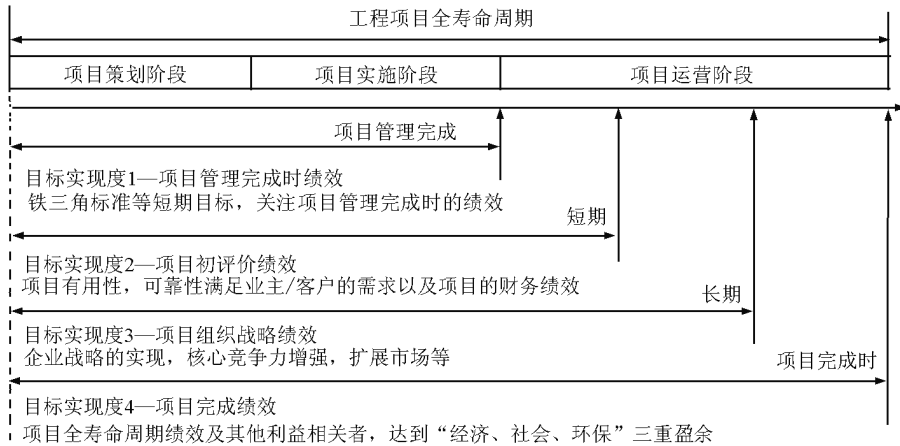 工程项目全寿命周期
项目策划阶段
项目实施阶段
项目运营阶段
项目管理完成
目标实现度1—项目管理完成时绩效
铁三角标准等短期目标，关注项目管理完成时的绩效
短期
目标实现度2—项目初评价绩效
项目有用性，可靠性满足业主/客户的需求以及项目的财务绩效
长期
目标实现度3—项目组织战略绩效
企业战略的实现，核心竞争力增强，扩展市场等
项目完成时
目标实现度4—项目完成绩效
项目全寿命周期绩效及其他利益相关者，达到“经济、社会、环保”三重盈余